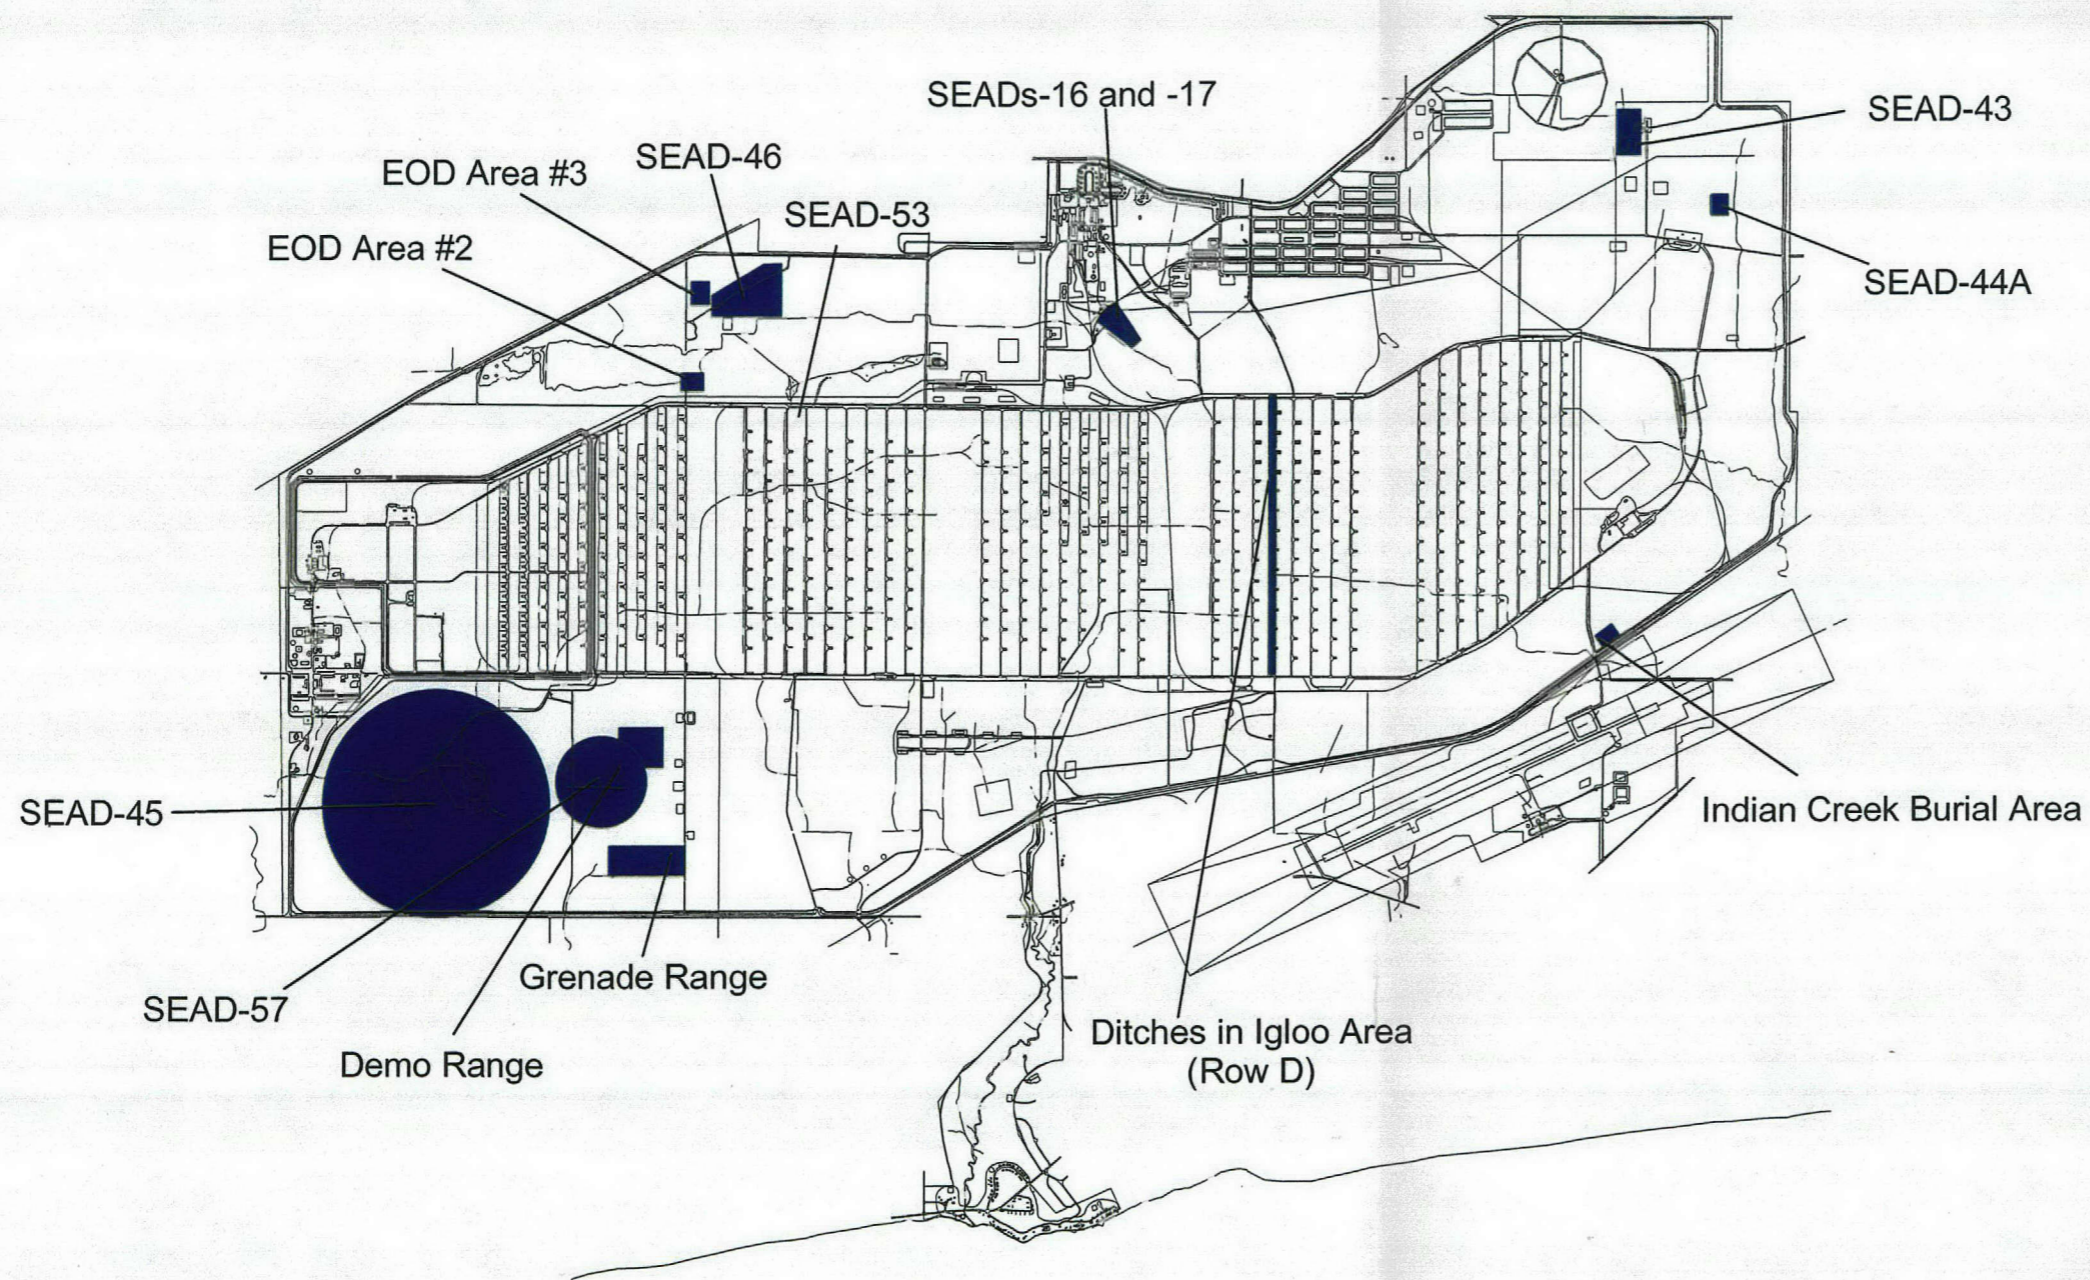 SEADs-16 and -17
SEAD-43
SEAD-46
EOD Area #3
SEAD-53
EOD Area #2
SEAD-44A
SEAD-45
Indian Creek Burial Area
Grenade Range
SEAD-57
Ditches in Igloo Area
(Row D)
Demo Range